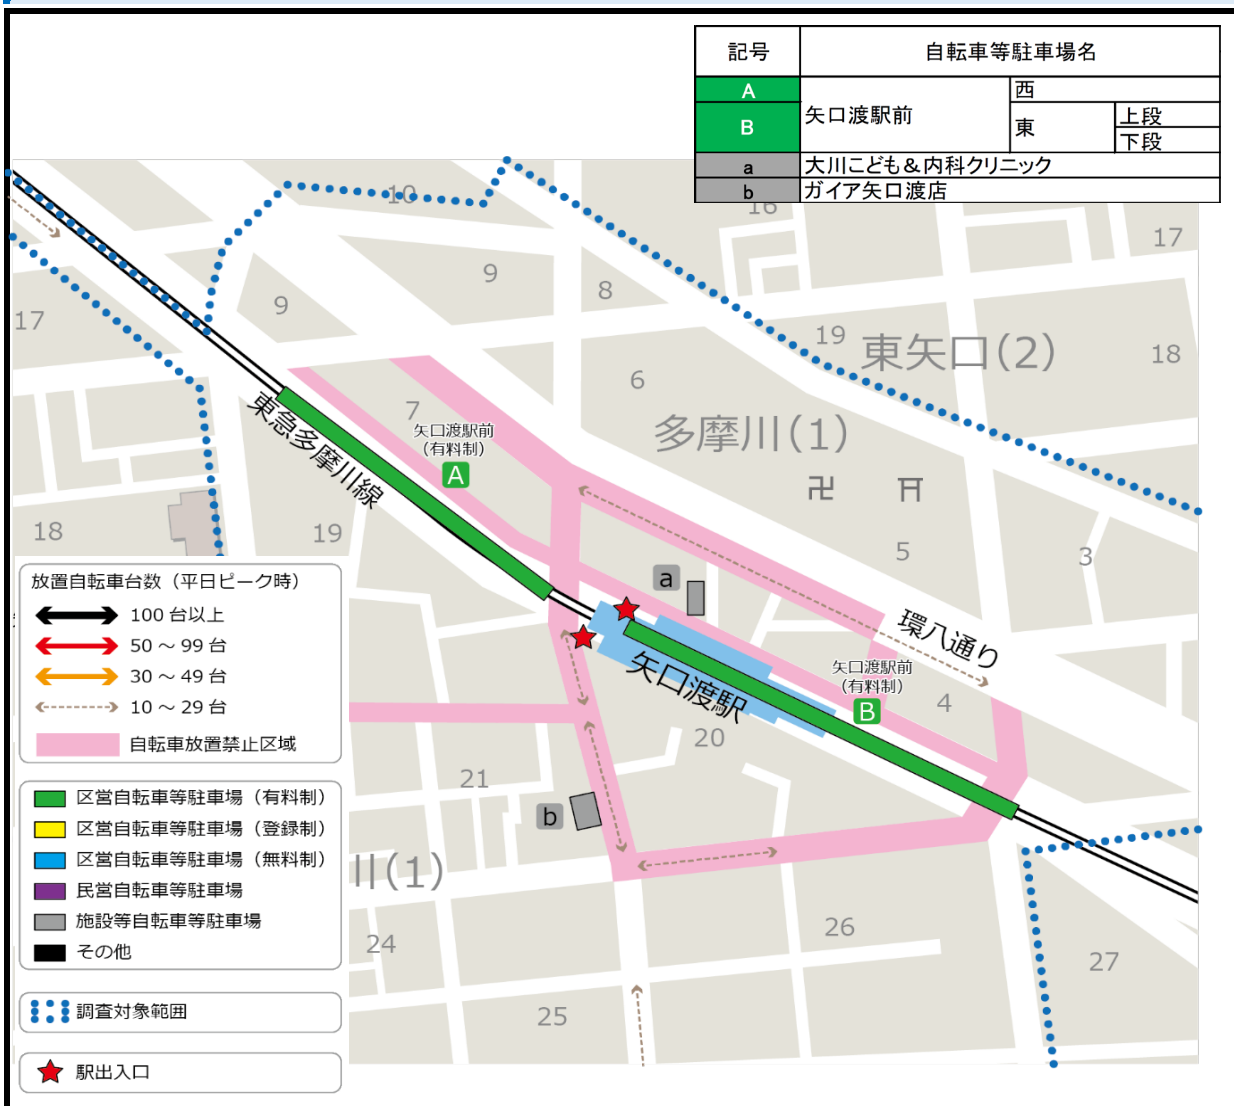 記号 自転車等駐車場名
A 矢口渡駅前 西
B 東 上段
下段
a 大川こども＆内科クリニック
b ガイア矢口渡店
10
16
17
9
8
9
17
19
東矢口(2)
18
6
7
多摩川(1)
矢口渡駅前
(有料制)
A
東急多摩川線
卍
18
19
5
3
a
環八通り
矢口渡駅
矢口渡駅前
(有料制)
B
4
20
21
b
川(1)
24
26
27
25
放置自転車台数（平日ピーク時）
100 台以上
50 ～ 99 台
30 ～ 49 台
10 ～ 29 台
自転車放置禁止区域
区営自転車等駐車場（有料制）
区営自転車等駐車場（登録制）
区営自転車等駐車場（無料制）
民営自転車等駐車場
施設等自転車等駐車場
その他
調査対象範囲
駅出入口